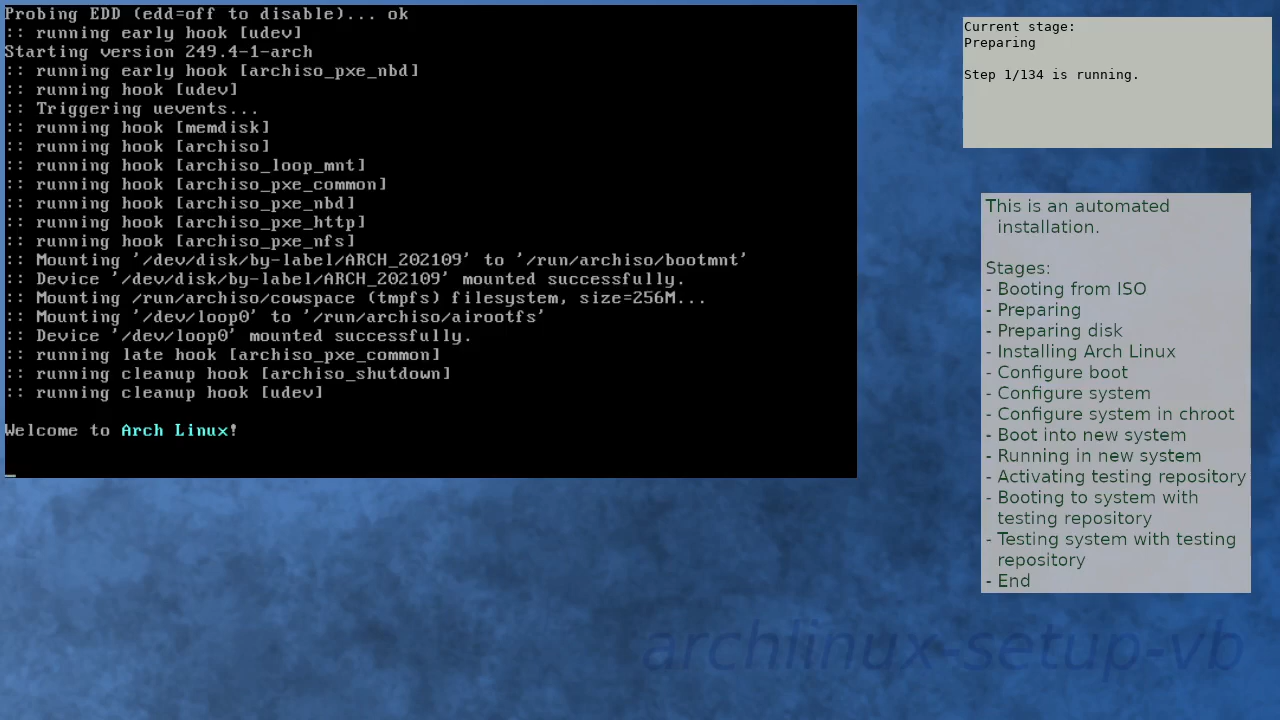 Probing EDD (edd=off to disable)... ok
:: running early hook [udev]
Starting version 249.4-1-arch
:: running early hook [archiso_pxe_nbd]
:: running hook [udev]
:: Triggering uevents...
:: running hook [memdisk]
:: running hook [archiso]
:: running hook [archiso_loop_mnt]
:: running hook [archiso_pxe_common]
:: running hook [archiso_pxe_nbd]
:: running hook [archiso_pxe_http]
:: running hook [archiso_pxe_nfs]
:: Mounting '/dev/disk/by-label/ARCH_202109' to '/run/archiso/bootmnt'
:: Device '/dev/disk/by-label/ARCH_202109' mounted successfully.
:: Mounting /run/archiso/cowspace (tmpfs) filesystem, size=256M...
:: Mounting '/dev/loop0' to '/run/archiso/airootfs'
:: Device '/dev/loop0' mounted successfully.
:: running late hook [archiso_pxe_common]
:: running cleanup hook [archiso_shutdown]
:: running cleanup hook [udev]
Welcome to Arch Linux!
Current stage:
Preparing
Step 1/134 is running.
This is an automated
installation.
Stages:
- Booting from ISO
- Preparing
- Preparing disk
- Installing Arch Linux
- Configure boot
- Configure system
- Configure system in chroot
- Boot into new system
- Running in new system
- Activating testing repository
- Booting to system with
testing repository
- Testing system with testing
repository
- End
archlinux-setup-vb